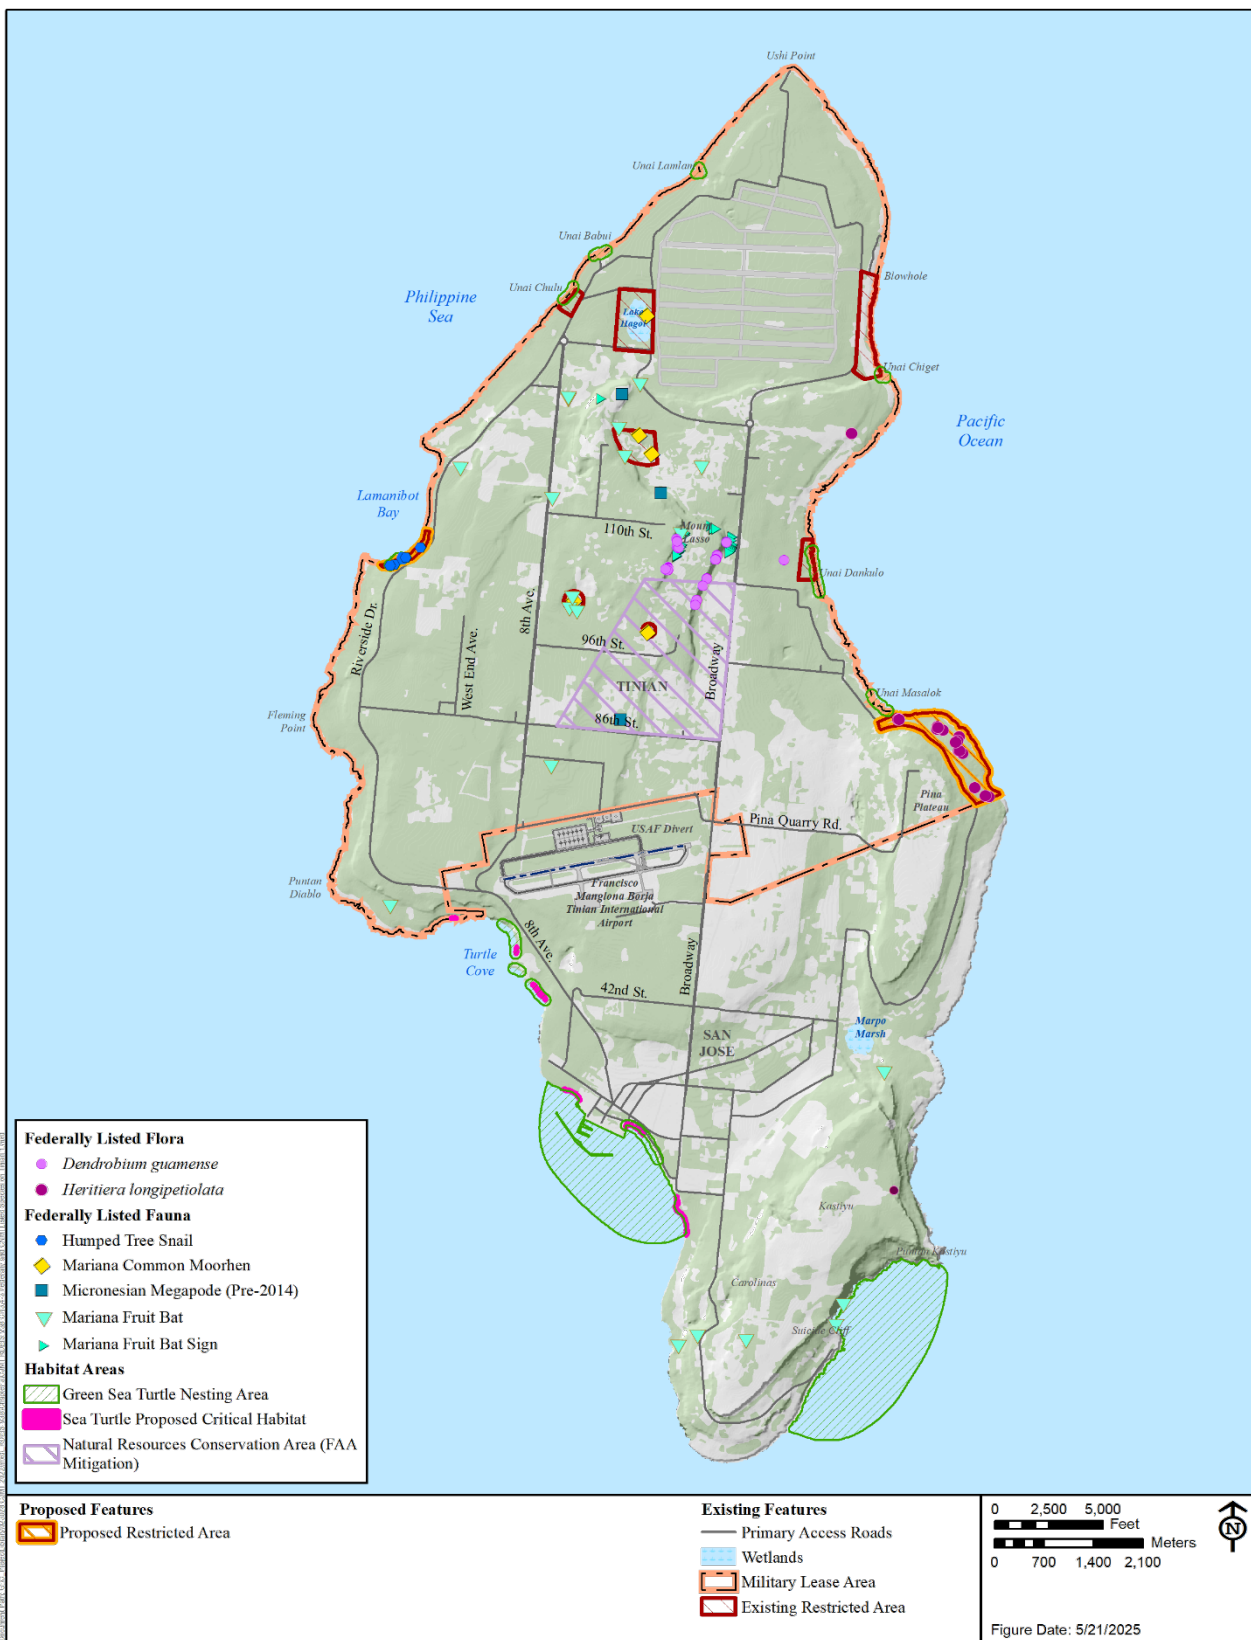 Ushi Point
Unai Lamlam
Unai Babui
Unai Chulu
Philippine
Sea
Lake
Hagoi
Blowhole
Unai Chiget
Pacific
Ocean
Lamanibot
Bay
110th St.
Mount
Lasso
Unai Dankulo
Riverside Dr.
West End Ave.
8th Ave.
96th St.
Broadway
TINIAN
86th St.
Unai Masalok
Fleming
Point
Pina
Plateau
Pina Quarry Rd.
USAF Divert
Francisco
Manglona Borja
Tinian International
Airport
Puntan
Diablo
8th Ave.
Turtle
Cove
42nd St.
Broadway
SAN
JOSE
Marpo
Marsh
Kastiyu
Puntan Kastiyu
Carolinas
Suicide Cliff
Federally Listed Flora
Dendrobium guamense
Heritiera longipetiolata
Federally Listed Fauna
Humped Tree Snail
Mariana Common Moorhen
Micronesian Megapode (Pre-2014)
Mariana Fruit Bat
Mariana Fruit Bat Sign
Habitat Areas
Green Sea Turtle Nesting Area
Sea Turtle Proposed Critical Habitat
Natural Resources Conservation Area (FAA
Mitigation)
Proposed Features
Proposed Restricted Area
Existing Features
Primary Access Roads
Wetlands
Military Lease Area
Existing Restricted Area
0 2,500 5,000
Feet
Meters
0 700 1,400 2,100
N
Figure Date: 5/21/2025